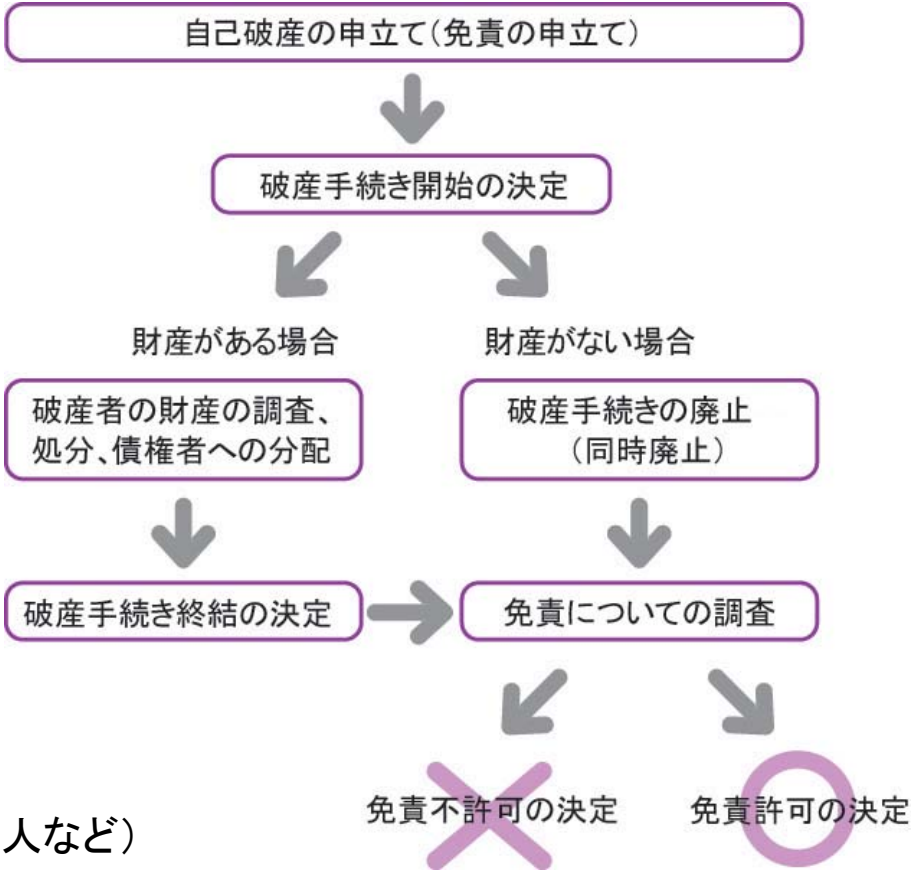 自己破産の申立て(免責の申立て)
破産手続き開始の決定
財産がある場合
財産がない場合
破産者の財産の調査、
処分、債権者への分配
破産手続きの廃止
(同時廃止)
破産手続き終結の決定
免責についての調査
免責不許可の決定
免責許可の決定
人など)